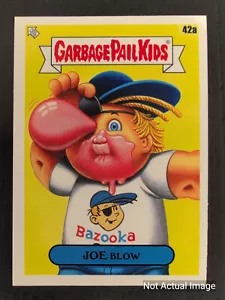 42a
GARBAGE PAIL KIDS
Bazooka
JOE BLOW
Not Actual Image